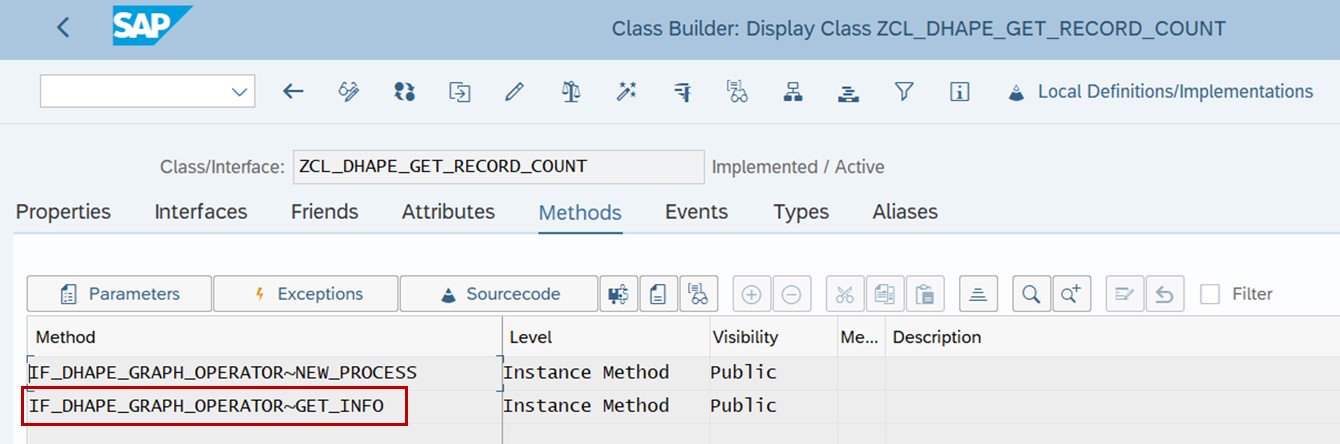 SAP
Class Builder: Display Class ZCL_DHAPE_GET_RECORD_COUNT
Local Definitions/Implementations
Class/Interface: ZCL_DHAPE_GET_RECORD_COUNT Implemented / Active
Properties Interfaces Friends Attributes Methods Events Types Aliases
Parameters Exceptions Sourcecode Filter
Method Level Visibility Me... Description
IF_DHAPE_GRAPH_OPERATOR~NEW_PROCESS Instance Method Public
IF_DHAPE_GRAPH_OPERATOR~GET_INFO Instance Method Public